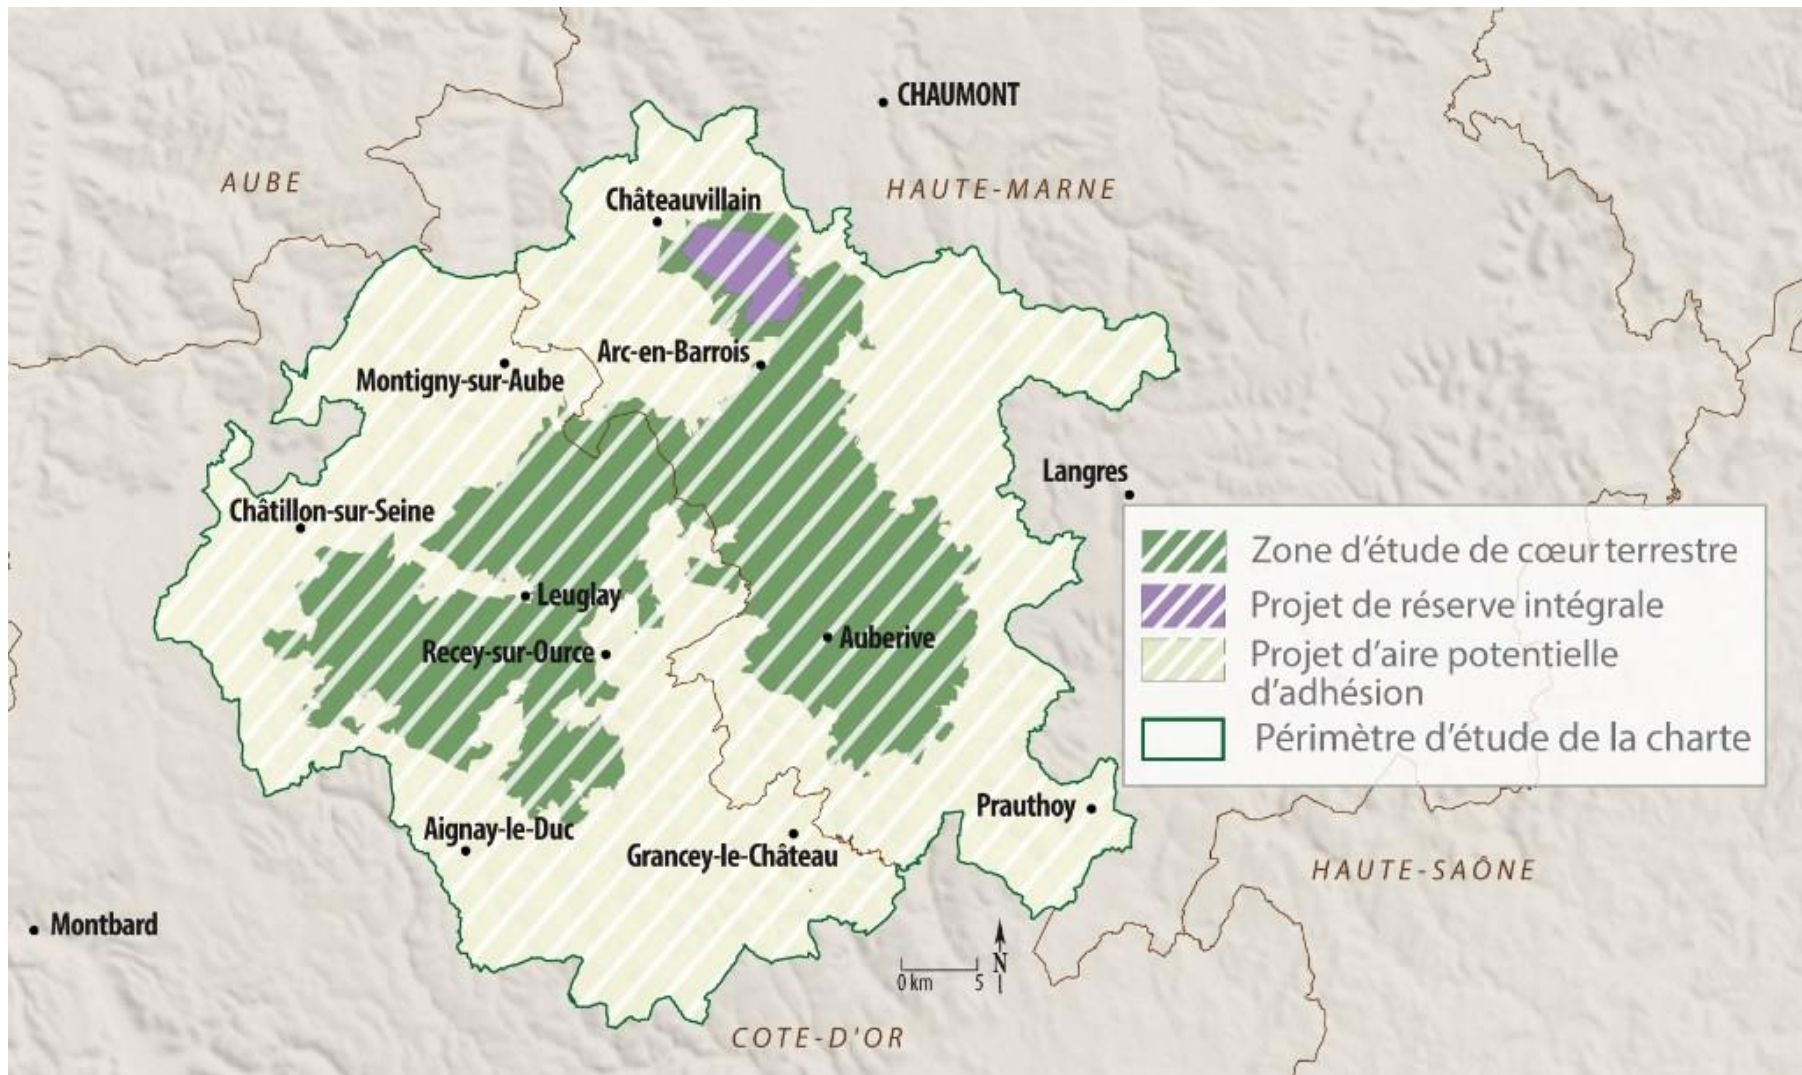 CHAUMONT
AUBE
HAUTE-MARNE
Châteauvillain
Arc-en-Barrois
Montigny-sur-Aube
Langres
Châtillon-sur-Seine
Leuglay
Auberive
Recey-sur-Ource
Zone d'étude de cœur terrestre
Projet de réserve intégrale
Projet d'aire potentielle
d'adhésion
Périmètre d'étude de la charte
Prauthoy
Aignay-le-Duc
Grancey-le-Château
HAUTE-SAÔNE
Montbard
N
0 km 5
COTE-D'OR